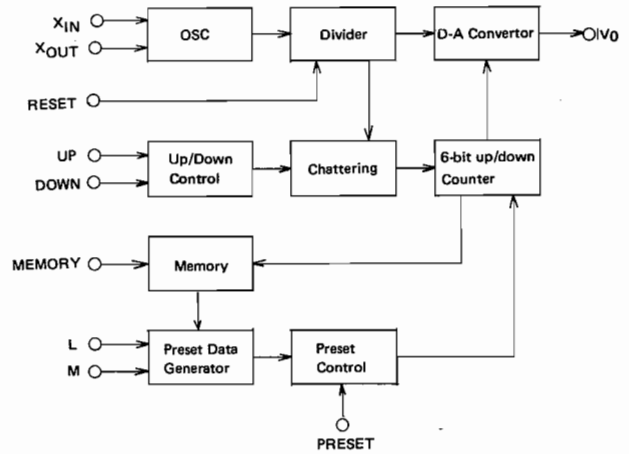 XIN
XOUT
OSC
Divider
D-A Convertor
V0
RESET
UP
DOWN
Up/Down
Control
Chattering
6-bit up/down
Counter
MEMORY
Memory
L
M
Preset Data
Generator
Preset
Control
PRESET